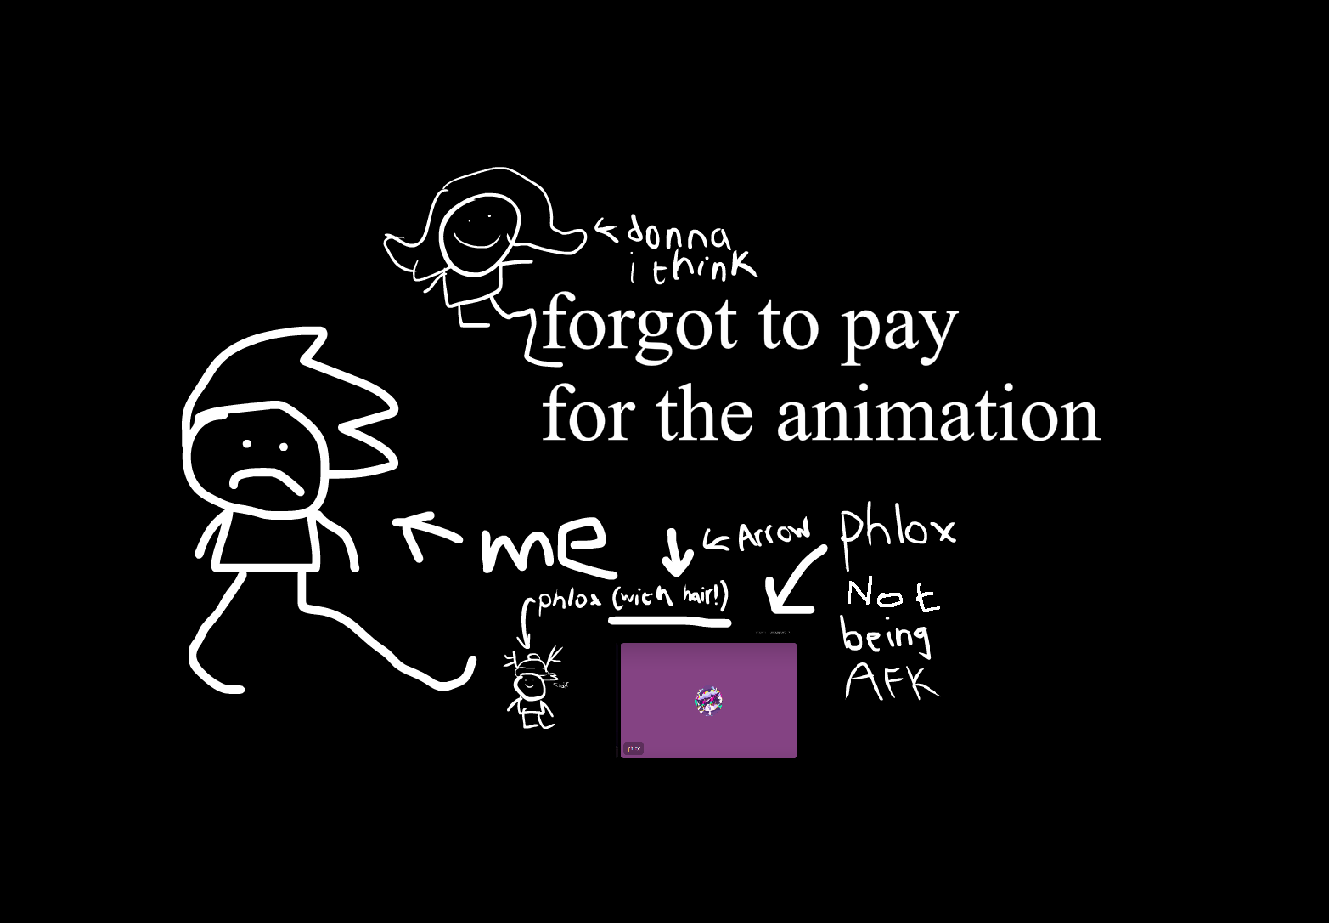 donna
i think
forgot to pay
for the animation
me
Arrow
phlox
Not
being
AFK
phlox (with hair!)